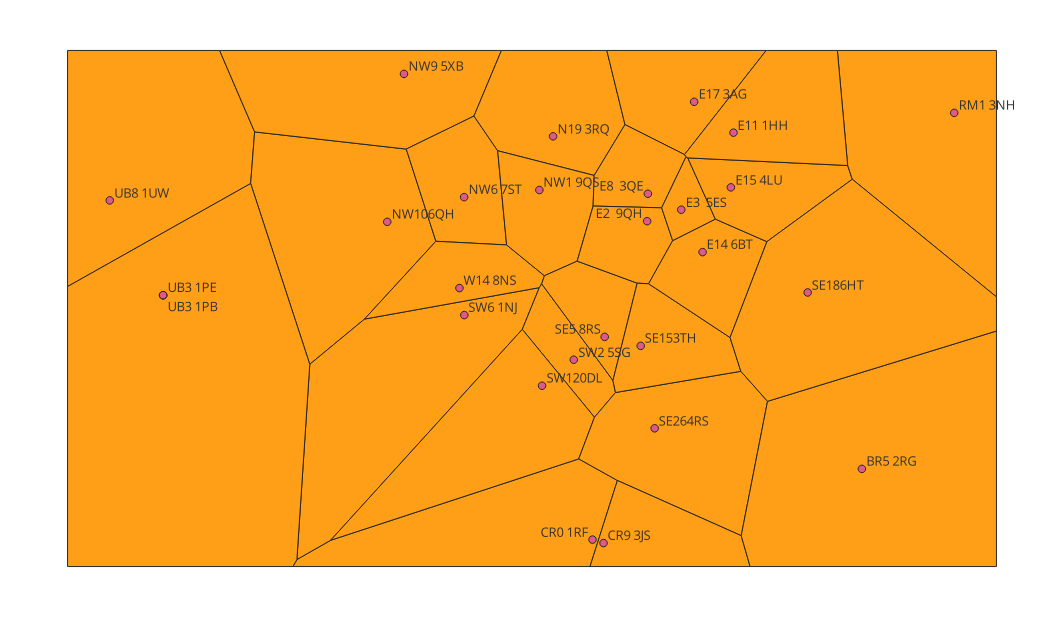 NW9 5XB
E17 3AG
RM1 3NH
E11 1HH
N19 3RQ
E15 4LU
NW1 9QS
E8 3QE
UB8 1UW
NW6 7ST
E3 5ES
NW106QH
E2 9QH
E14 6BT
W14 8NS
SE186HT
UB3 1PE
UB3 1PB
SW6 1NJ
SE5 8RS
SE153TH
SW2 5SG
SW120DL
SE264RS
BR5 2RG
CR0 1RF
CR9 3JS